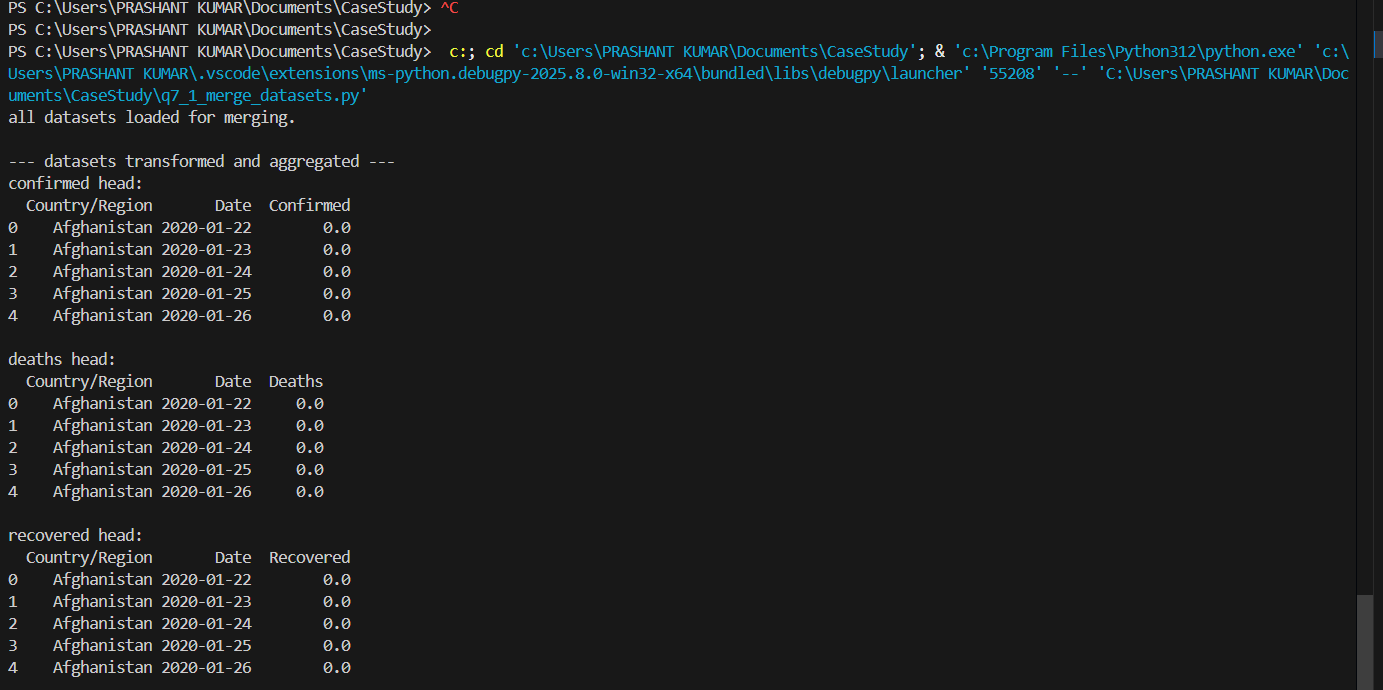 PS C:\Users\PRASHANT KUMAR\Documents\CaseStudy> ^C
PS C:\Users\PRASHANT KUMAR\Documents\CaseStudy>
PS C:\Users\PRASHANT KUMAR\Documents\CaseStudy>  c:; cd 'c:\Users\PRASHANT KUMAR\Documents\CaseStudy'; & 'c:\Program Files\Python312\python.exe' 'c:\
Users\PRASHANT KUMAR\.vscode\extensions\ms-python.debugpy-2025.8.0-win32-x64\bundled\libs\debugpy\launcher' '55208' '--' 'C:\Users\PRASHANT KUMAR\Doc
uments\CaseStudy\q7_1_merge_datasets.py'
all datasets loaded for merging.

--- datasets transformed and aggregated ---
confirmed head:
  Country/Region       Date  Confirmed
0    Afghanistan 2020-01-22        0.0
1    Afghanistan 2020-01-23        0.0
2    Afghanistan 2020-01-24        0.0
3    Afghanistan 2020-01-25        0.0
4    Afghanistan 2020-01-26        0.0

deaths head:
  Country/Region       Date  Deaths
0    Afghanistan 2020-01-22     0.0
1    Afghanistan 2020-01-23     0.0
2    Afghanistan 2020-01-24     0.0
3    Afghanistan 2020-01-25     0.0
4    Afghanistan 2020-01-26     0.0

recovered head:
  Country/Region       Date  Recovered
0    Afghanistan 2020-01-22        0.0
1    Afghanistan 2020-01-23        0.0
2    Afghanistan 2020-01-24        0.0
3    Afghanistan 2020-01-25        0.0
4    Afghanistan 2020-01-26        0.0